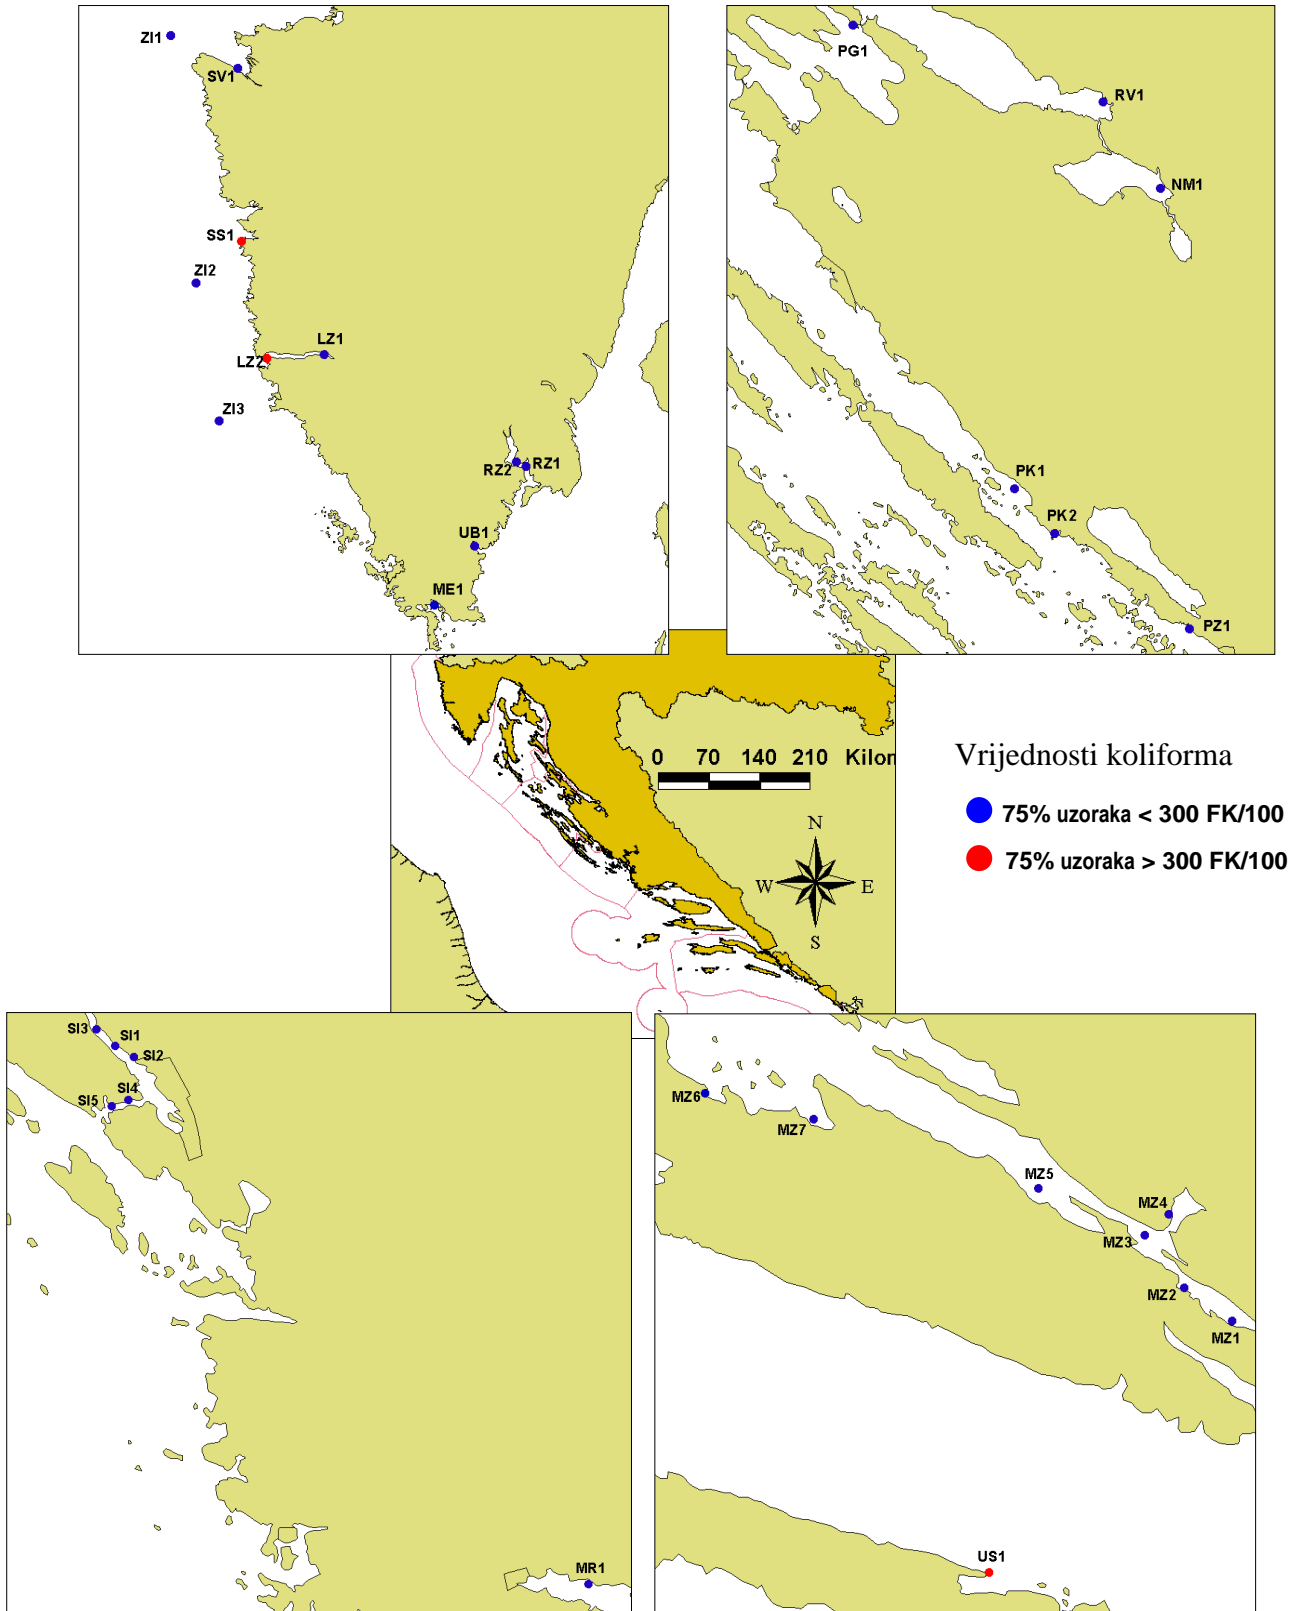 ZI1
SV1
SS1
ZI2
LZ1
LZ2
ZI3
RZ2
RZ1
UB1
ME1
PG1
RV1
NM1
PK1
PK2
PZ1
0 70 140 210 Kilon
N
W E
S
Vrijednosti koliforma
75% uzoraka < 300 FK/100
75% uzoraka > 300 FK/100
SI3
SI1
SI2
SI4
SI5
MR1
MZ6
MZ7
MZ5
MZ4
MZ3
MZ2
MZ1
US1